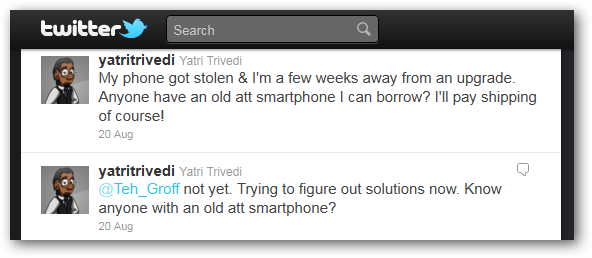 twitter
Search
yatritrivedi Yatri Trivedi
My phone got stolen & I'm a few weeks away from an upgrade.
Anyone have an old att smartphone I can borrow? I'll pay shipping
of course!
20 Aug
yatritrivedi Yatri Trivedi
@Teh_Groff not yet. Trying to figure out solutions now. Know
anyone with an old att smartphone?
20 Aug